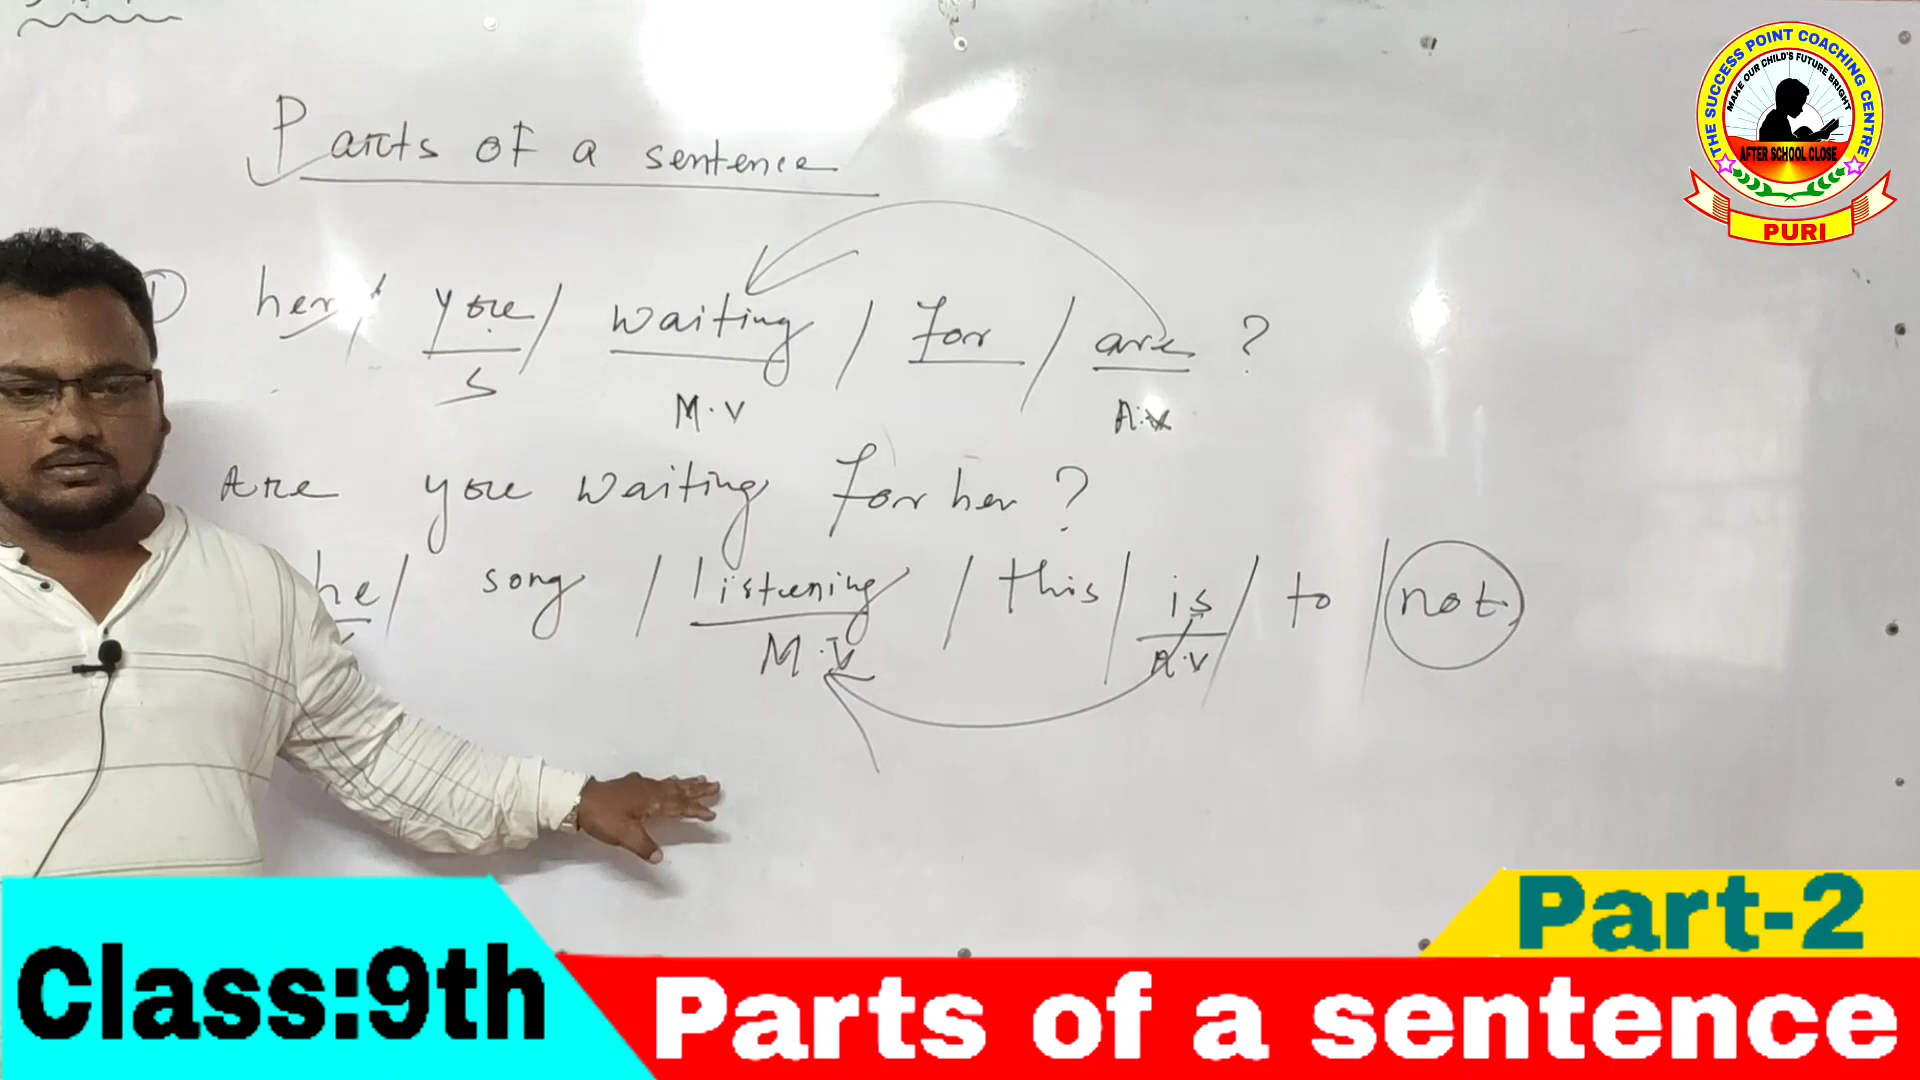 Parts of a sentence
① her / you / waiting / for / are ?
S M.V A.V
Are you waiting for her ?
he / song / listening / this / is / to / not
M.V A.V
THE SUCCESS POINT COACHING CENTRE
MAKE OUR CHILD'S FUTURE BRIGHT
AFTER SCHOOL CLOSE
PURI
Part-2
Class:9th
Parts of a sentence